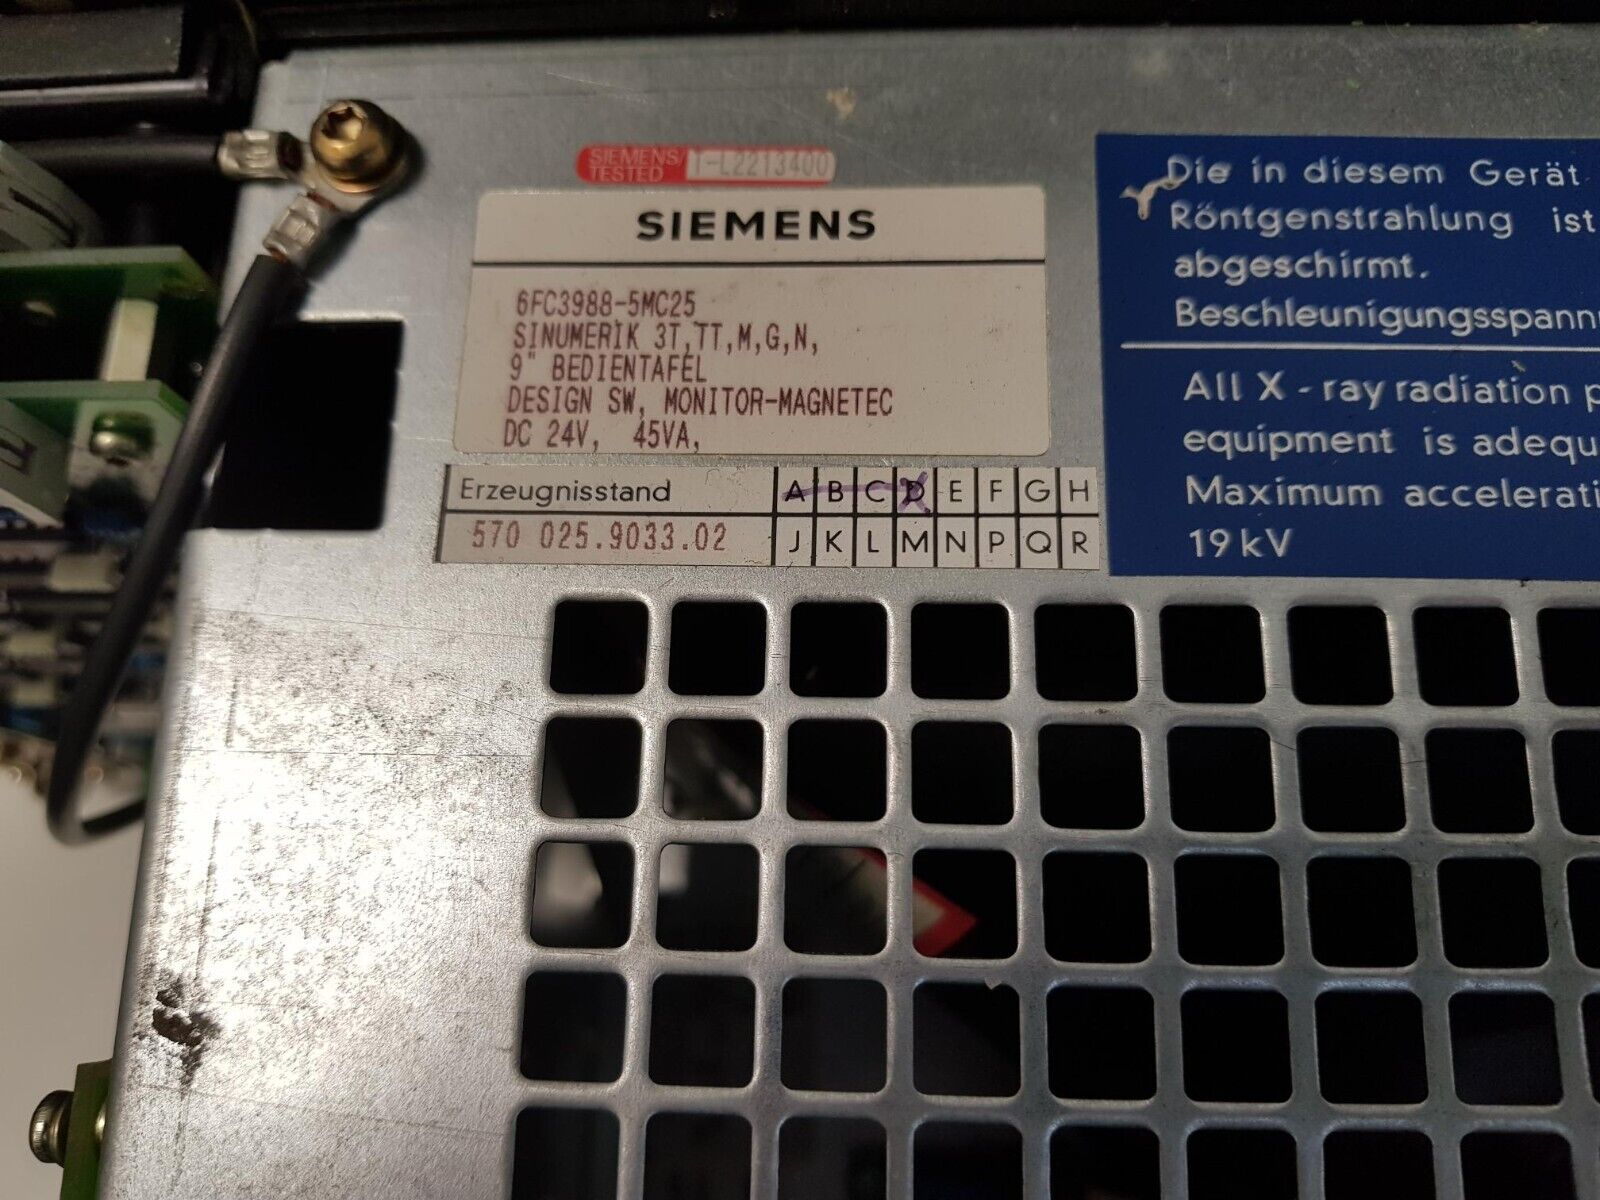 SIEMENS/ T-L2213400
TESTED
SIEMENS
6FC3988-5MC25
SINUMERIK 3T,TT,M,G,N,
9" BEDIENTAFEL
DESIGN SW, MONITOR-MAGNETEC
DC 24V, 45VA,
Erzeugnisstand A B C D E F G H
570 025.9033.02 J K L M N P Q R
Die in diesem Gerät
Röntgenstrahlung ist
abgeschirmt.
Beschleunigungsspann
All X-ray radiation p
equipment is adequ
Maximum accelerati
19 kV